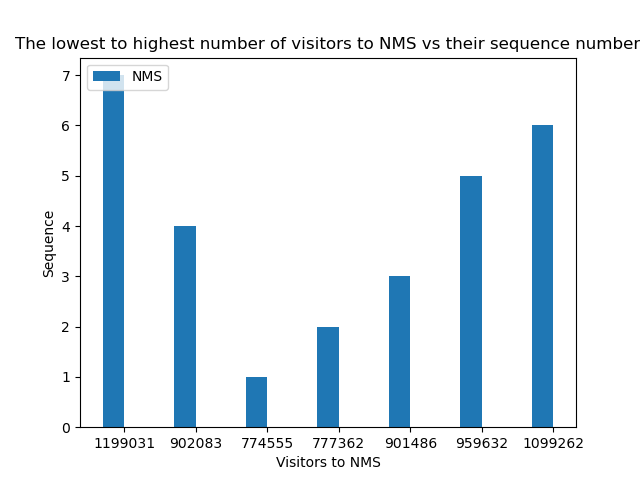 The lowest to highest number of visitors to NMS vs their sequence number
NMS
7
6
5
4
3
2
1
0
Sequence
1199031 902083 774555 777362 901486 959632 1099262
Visitors to NMS